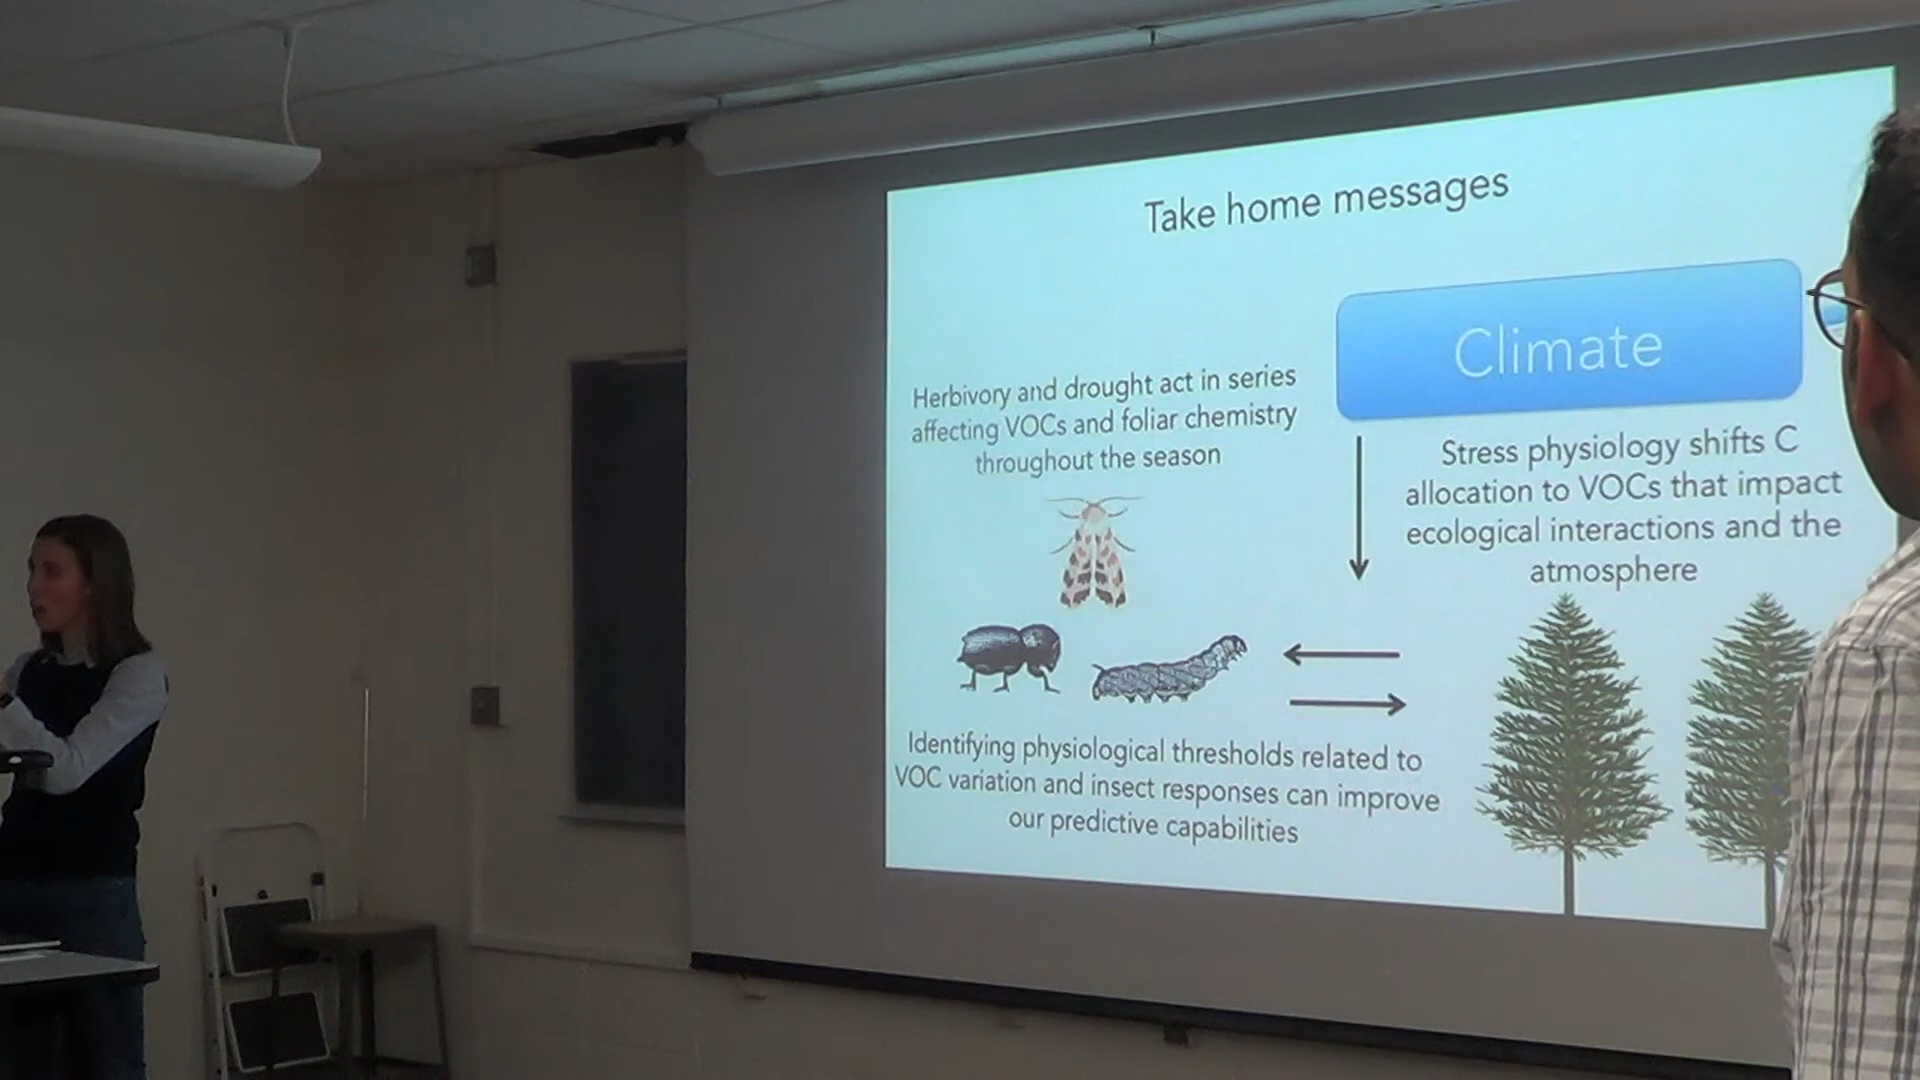 Take home messages
Climate
Herbivory and drought act in series
affecting VOCs and foliar chemistry
throughout the season
Stress physiology shifts C
allocation to VOCs that impact
ecological interactions and the
atmosphere
Identifying physiological thresholds related to
VOC variation and insect responses can improve
our predictive capabilities